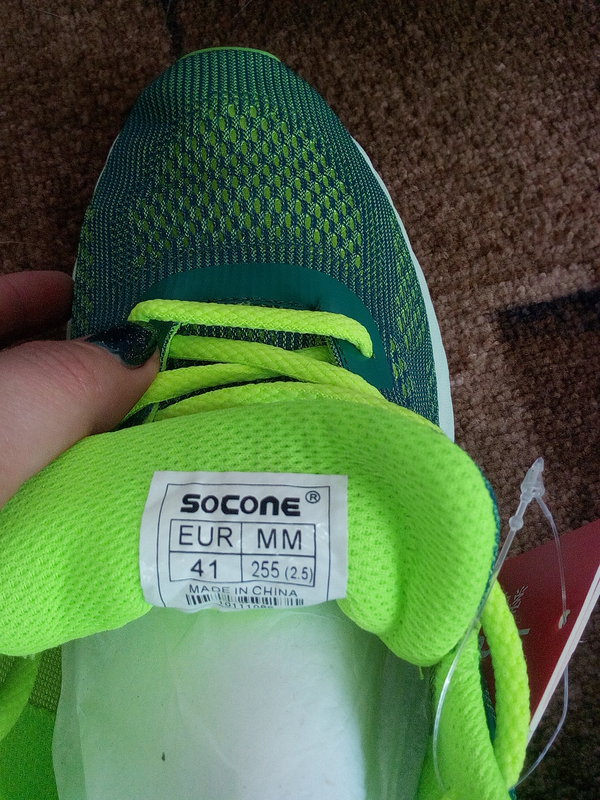 SOCONE®
EUR MM
41 255 (2.5)
MADE IN CHINA